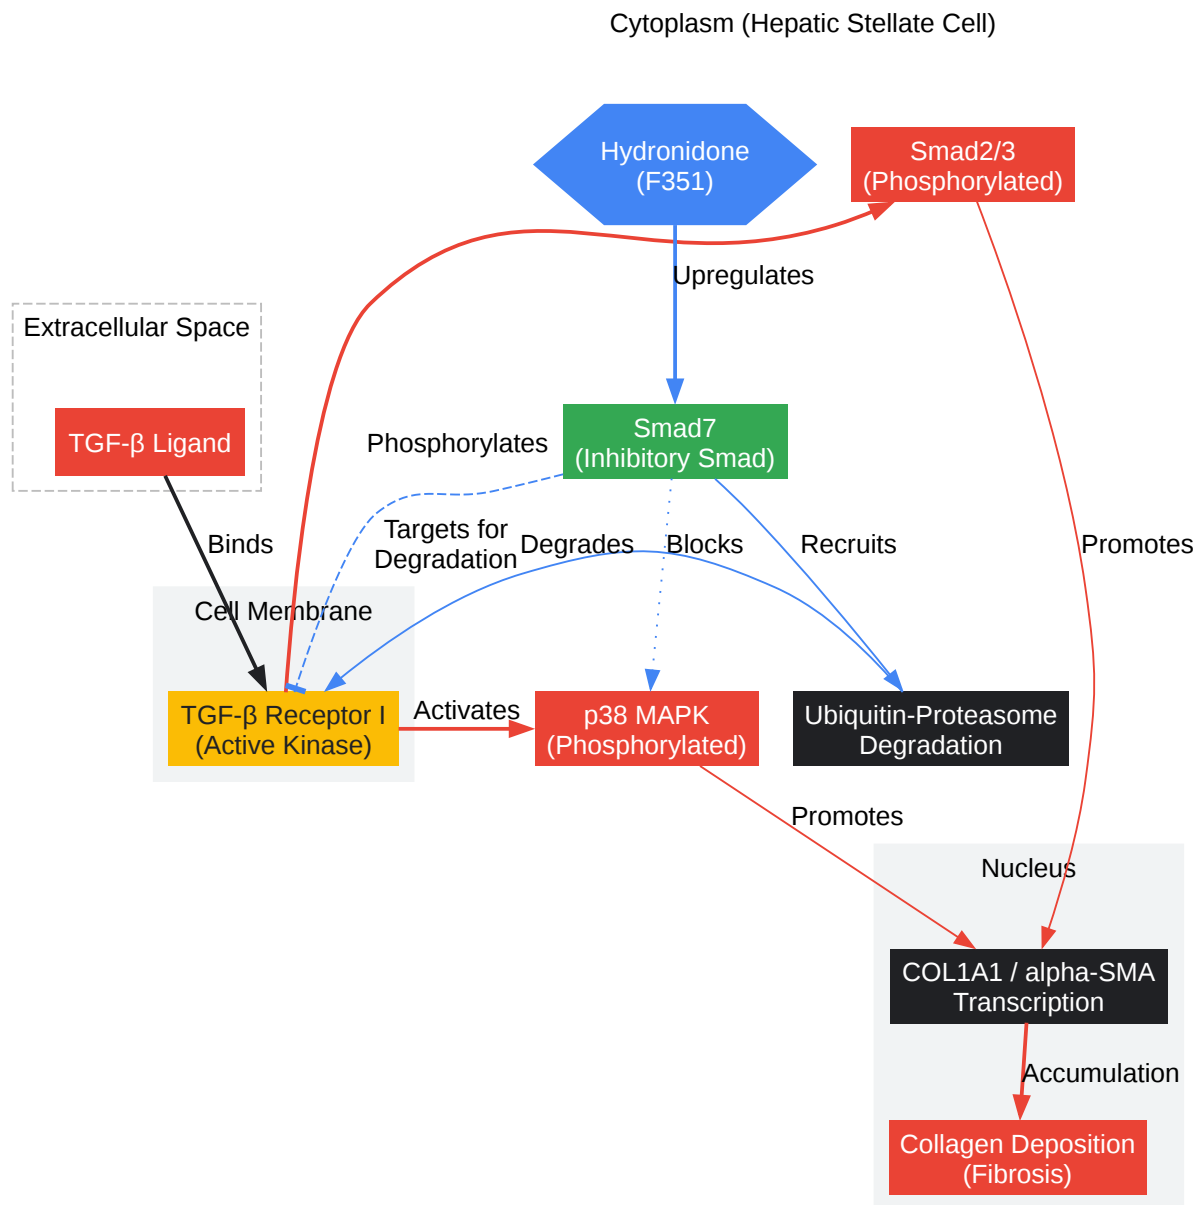 Cytoplasm (Hepatic Stellate Cell)
Hydronidone
(F351)
Smad2/3
(Phosphorylated)
Upregulates
Extracellular Space
TGF-β Ligand
Smad7
(Inhibitory Smad)
Phosphorylates
Binds
Targets for
Degradation
Degrades
Blocks
Recruits
Promotes
Cell Membrane
TGF-β Receptor I
(Active Kinase)
Activates
p38 MAPK
(Phosphorylated)
Ubiquitin-Proteasome
Degradation
Promotes
Nucleus
COL1A1 / alpha-SMA
Transcription
Accumulation
Collagen Deposition
(Fibrosis)